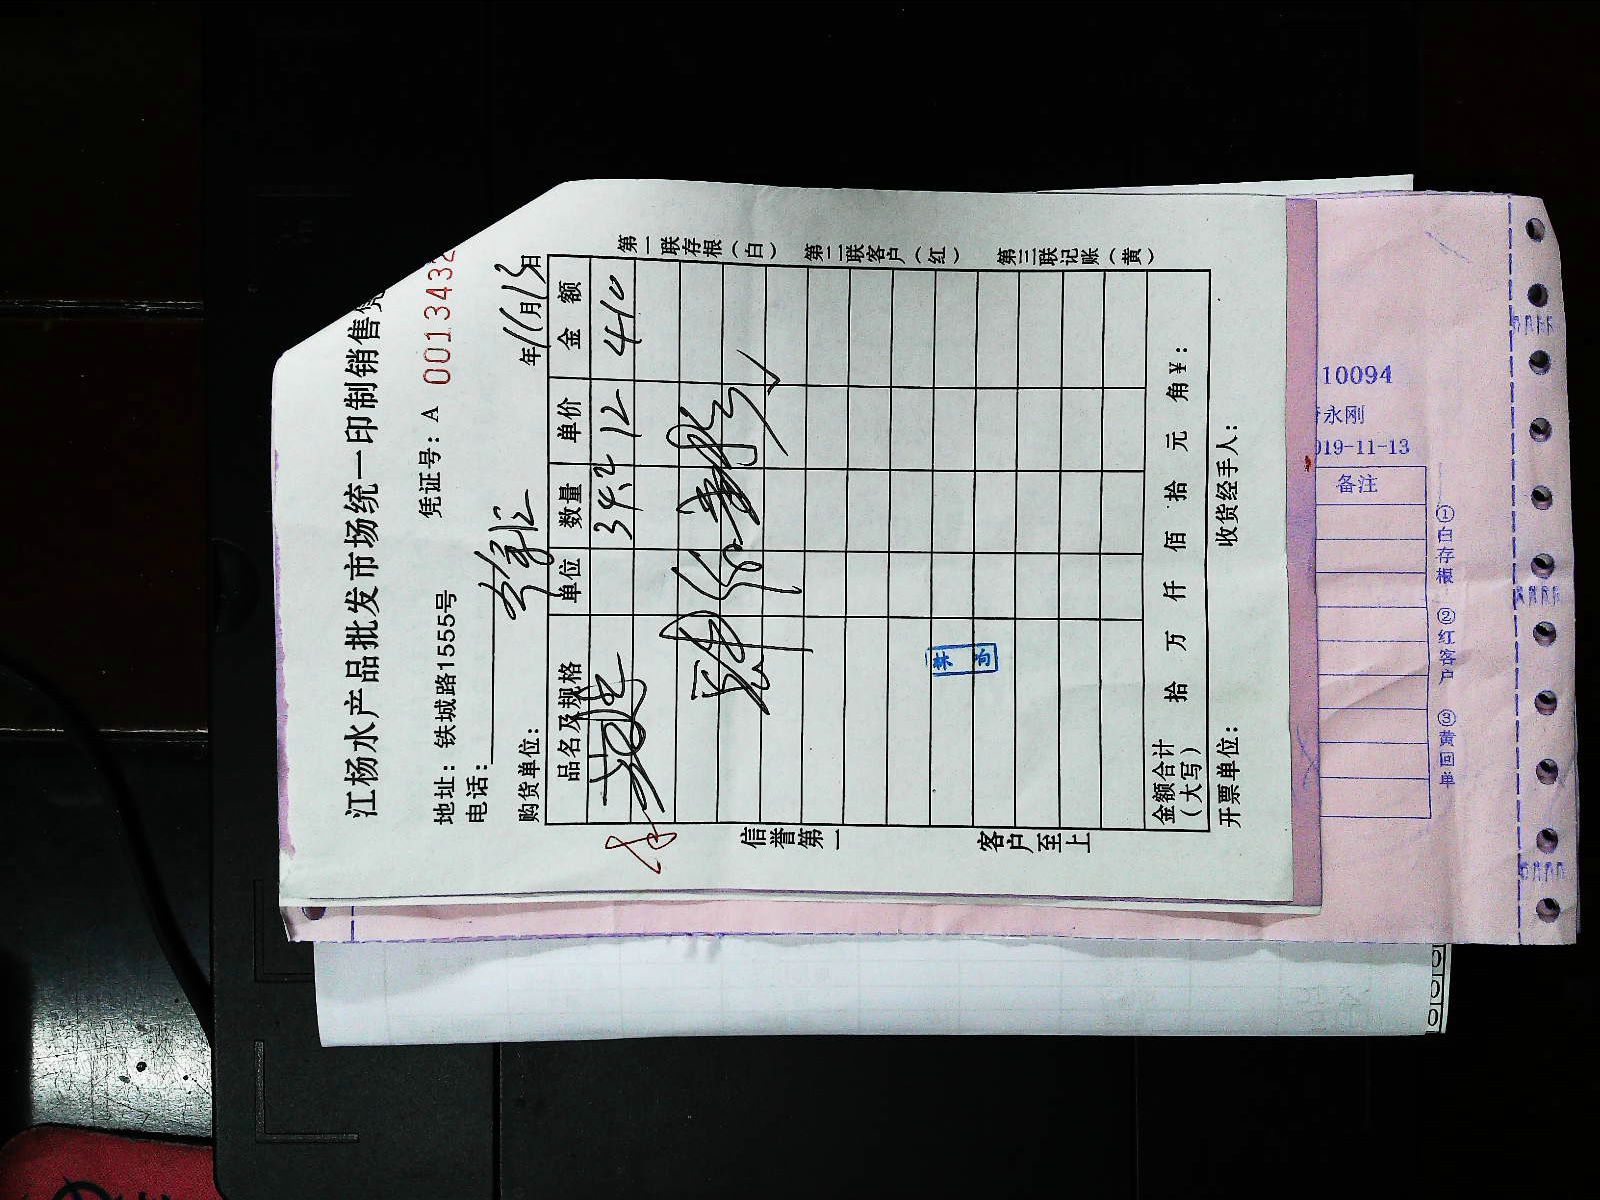 江杨水产品批发市场统一印制销售凭
地址：铁城路1555号 凭证号：A 0013432
电话：
购货单位： 年11月13日
品名及规格 单位 数量 单价 金额
34.2 12 410
金额合计（大写） 拾 万 仟 佰 拾 元 角 ¥：
开票单位： 收货经手人：
信誉第一
客户至上
第一联存根（白）
第二联客户（红）
第三联记账（黄）
10094
永刚
019-11-13
备注
①白存根 ②红客户 ③黄回单